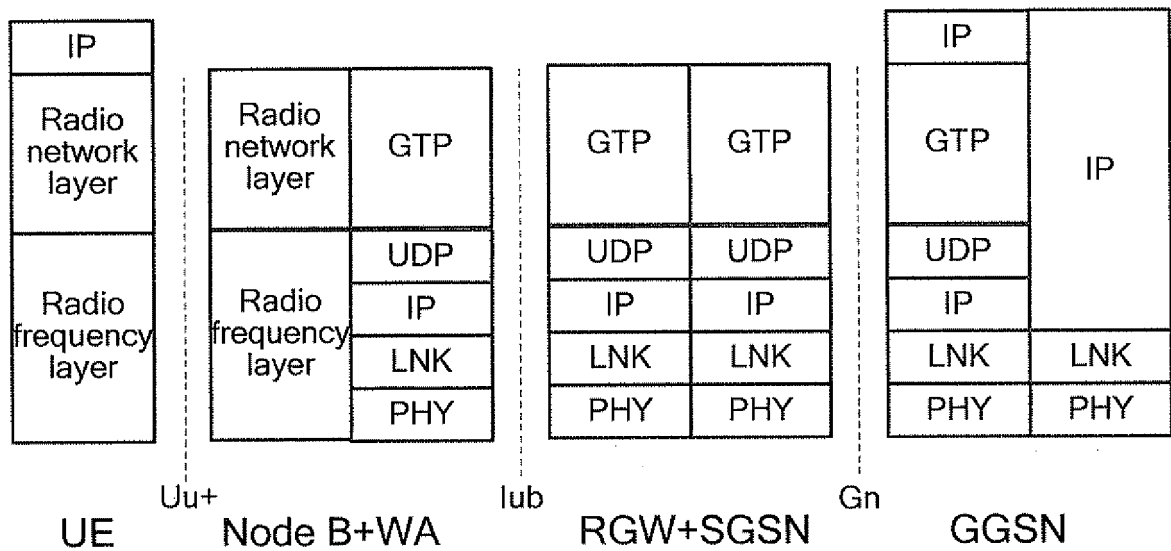 IP
Radio
network
layer
Radio
frequency
layer
Radio
network
layer
GTP
Radio
frequency
layer
UDP
IP
LNK
PHY
GTP
GTP
UDP
UDP
IP
IP
LNK
LNK
PHY
PHY
IP
GTP
IP
UDP
IP
LNK
LNK
PHY
PHY
Uu+
Iub
Gn
UE
Node B+WA
RGW+SGSN
GGSN